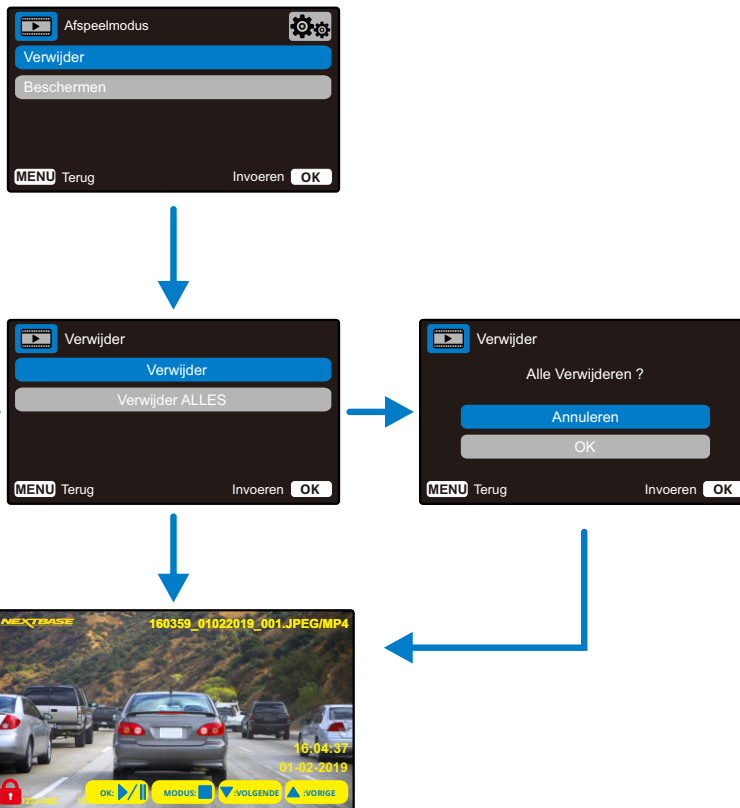 Afspeelmodus
Verwijder
Beschermen
MENU Terug Invoeren OK
Verwijder
Verwijder
Verwijder ALLES
MENU Terug Invoeren OK
Verwijder
Alle Verwijderen ?
Annuleren
OK
MENU Terug Invoeren OK
NEXTBASE 160359_01022019_001.JPEG/MP4
16:04:37
01-02-2019
OK: MODUS: :VOLGENDE :VORIGE